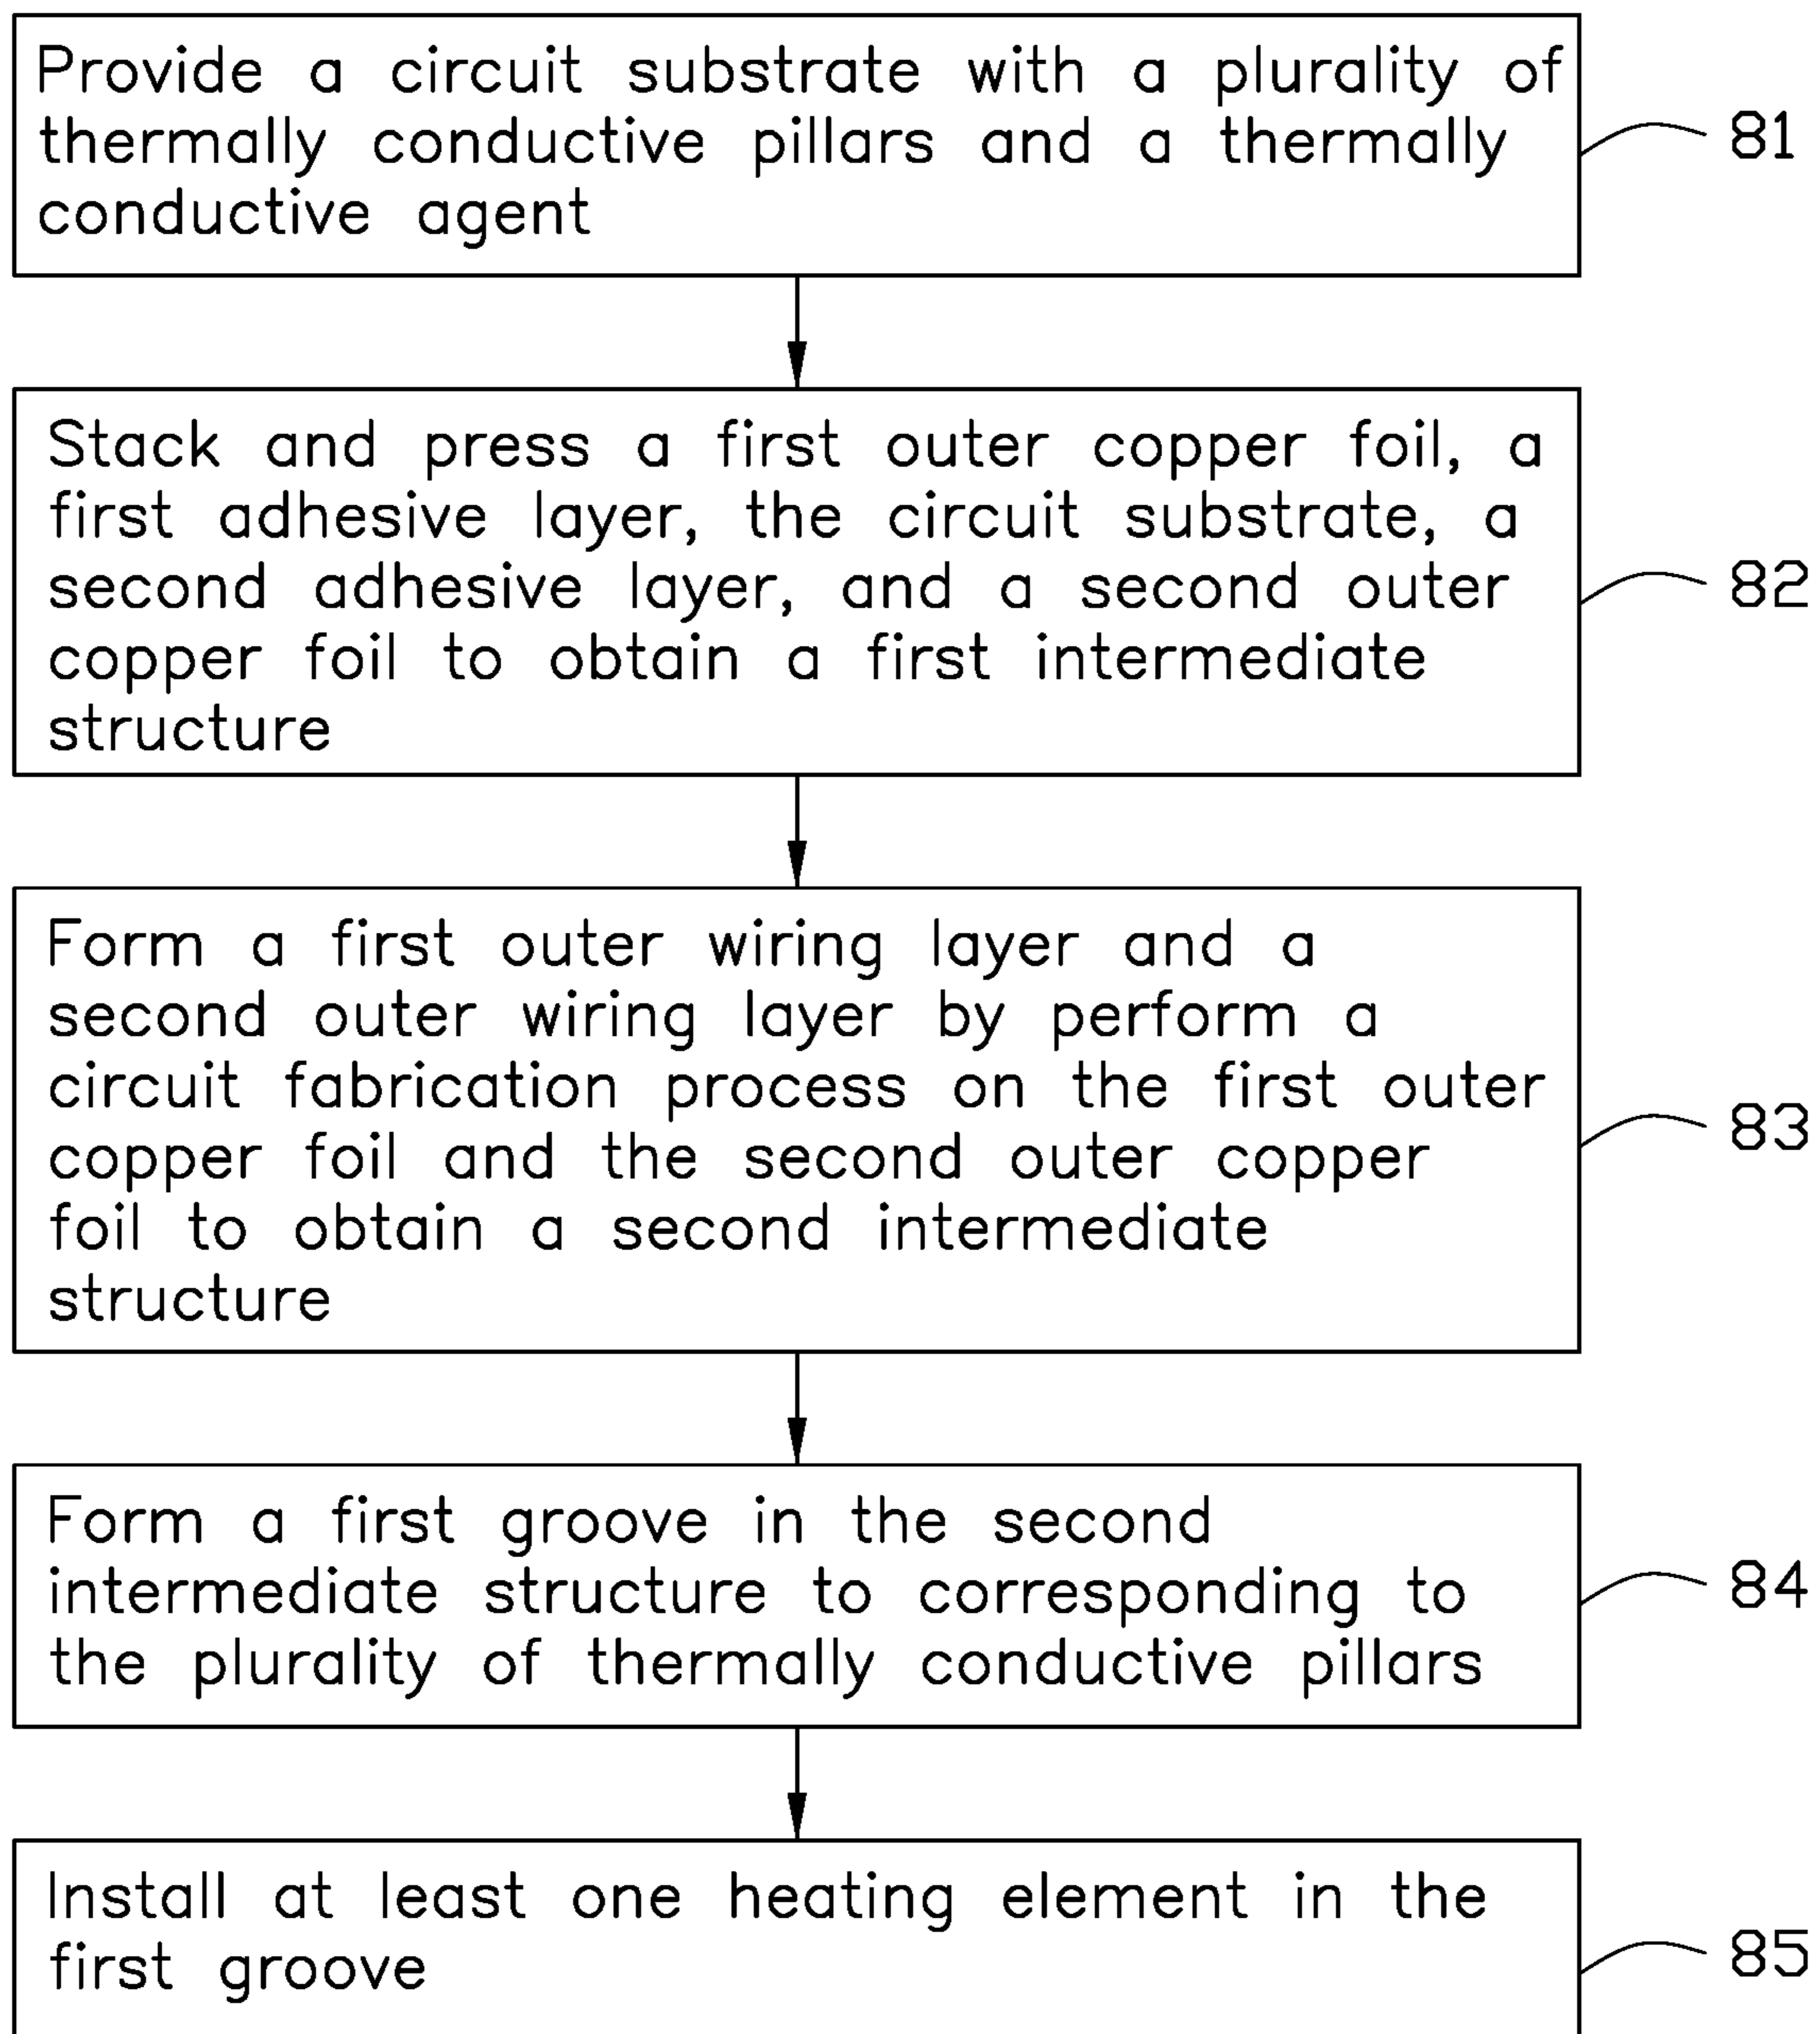 Provide a circuit substrate with a plurality of
thermally conductive pillars and a thermally
conductive agent
81
Stack and press a first outer copper foil, a
first adhesive layer, the circuit substrate, a
second adhesive layer, and a second outer
copper foil to obtain a first intermediate
structure
82
Form a first outer wiring layer and a
second outer wiring layer by perform a
circuit fabrication process on the first outer
copper foil and the second outer copper
foil to obtain a second intermediate
structure
83
Form a first groove in the second
intermediate structure to corresponding to
the plurality of thermally conductive pillars
84
Install at least one heating element in the
first groove
85